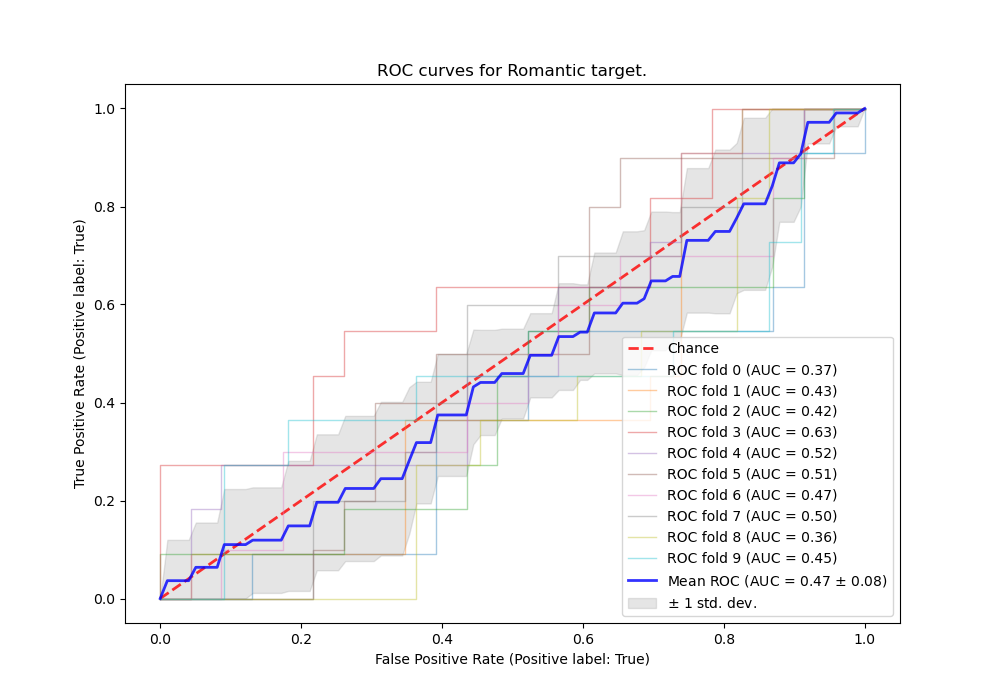 ROC curves for Romantic target.
True Positive Rate (Positive label: True)
1.0
0.8
0.6
0.4
0.2
0.0
Chance
ROC fold 0 (AUC = 0.37)
ROC fold 1 (AUC = 0.43)
ROC fold 2 (AUC = 0.42)
ROC fold 3 (AUC = 0.63)
ROC fold 4 (AUC = 0.52)
ROC fold 5 (AUC = 0.51)
ROC fold 6 (AUC = 0.47)
ROC fold 7 (AUC = 0.50)
ROC fold 8 (AUC = 0.36)
ROC fold 9 (AUC = 0.45)
Mean ROC (AUC = 0.47 ± 0.08)
± 1 std. dev.
0.0 0.2 0.4 0.6 0.8 1.0
False Positive Rate (Positive label: True)